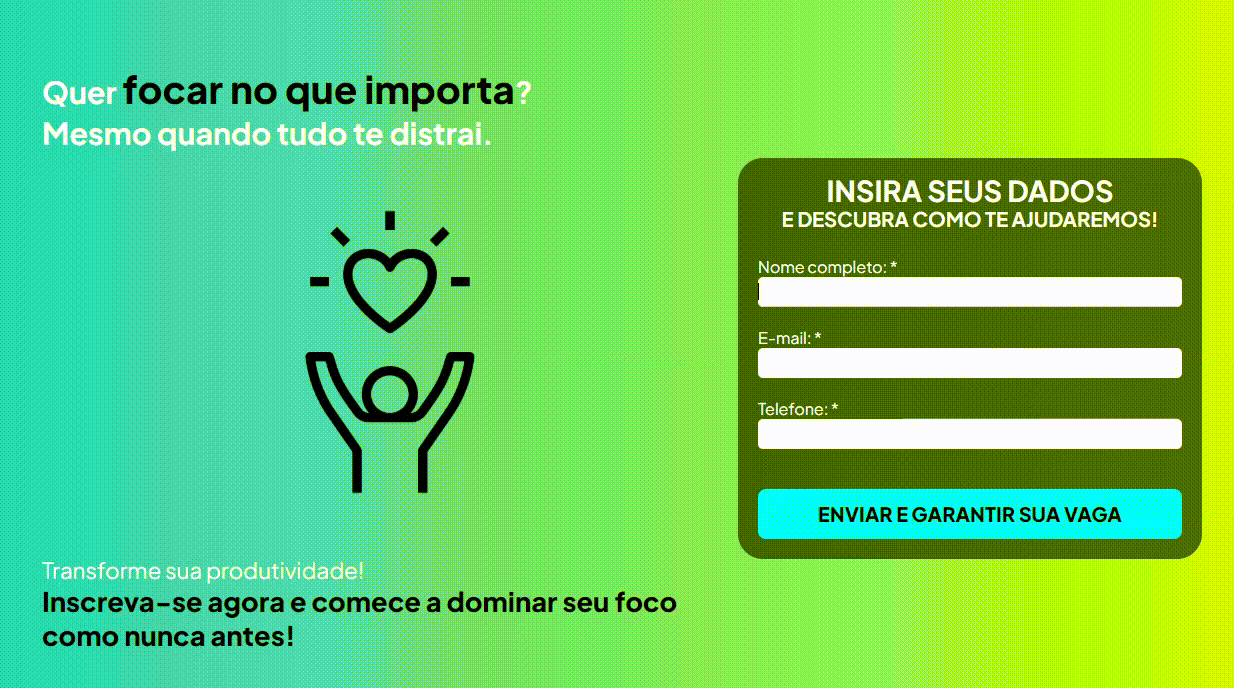 Quer focar no que importa?
Mesmo quando tudo te distrai.
INSIRA SEUS DADOS
E DESCUBRA COMO TE AJUDAREMOS!
Nome completo: *
E-mail: *
Telefone: *
ENVIAR E GARANTIR SUA VAGA
Transforme sua produtividade!
Inscreva-se agora e comece a dominar seu foco
como nunca antes!